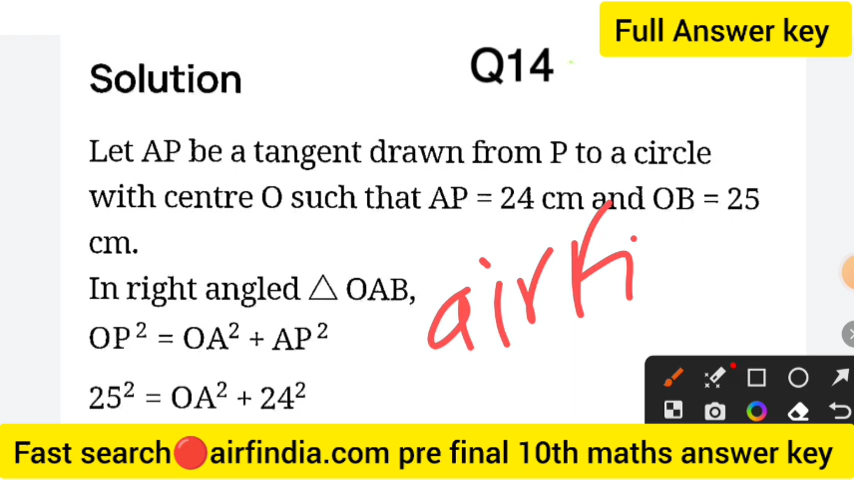 Full Answer key
Solution
Q14
Let AP be a tangent drawn from P to a circle
with centre O such that AP = 24 cm and OB = 25
cm.
In right angled △ OAB,
OP² = OA² + AP²
25² = OA² + 24²
Fast search🔴airfindia.com pre final 10th maths answer key